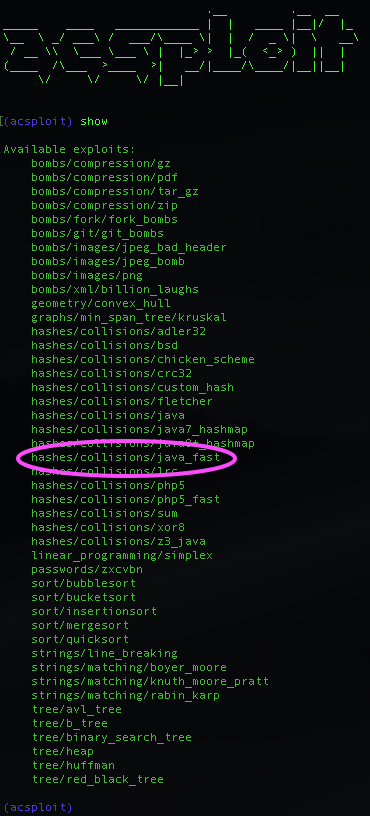 acsploit
(acsploit) show
Available exploits:
bombs/compression/gz
bombs/compression/pdf
bombs/compression/tar_gz
bombs/compression/zip
bombs/fork/fork_bombs
bombs/git/git_bombs
bombs/images/jpeg_bad_header
bombs/images/jpeg_bomb
bombs/images/png
bombs/xml/billion_laughs
geometry/convex_hull
graphs/min_span_tree/kruskal
hashes/collisions/adler32
hashes/collisions/bsd
hashes/collisions/chicken_scheme
hashes/collisions/crc32
hashes/collisions/custom_hash
hashes/collisions/fletcher
hashes/collisions/java
hashes/collisions/java7_hashmap
hashes/collisions/java8+_hashmap
hashes/collisions/java_fast
hashes/collisions/lrc
hashes/collisions/php5
hashes/collisions/php5_fast
hashes/collisions/sum
hashes/collisions/xor8
hashes/collisions/z3_java
linear_programming/simplex
passwords/zxcvbn
sort/bubblesort
sort/bucketsort
sort/insertionsort
sort/mergesort
sort/quicksort
strings/line_breaking
strings/matching/boyer_moore
strings/matching/knuth_moore_pratt
strings/matching/rabin_karp
tree/avl_tree
tree/b_tree
tree/binary_search_tree
tree/heap
tree/huffman
tree/red_black_tree
(acsploit)